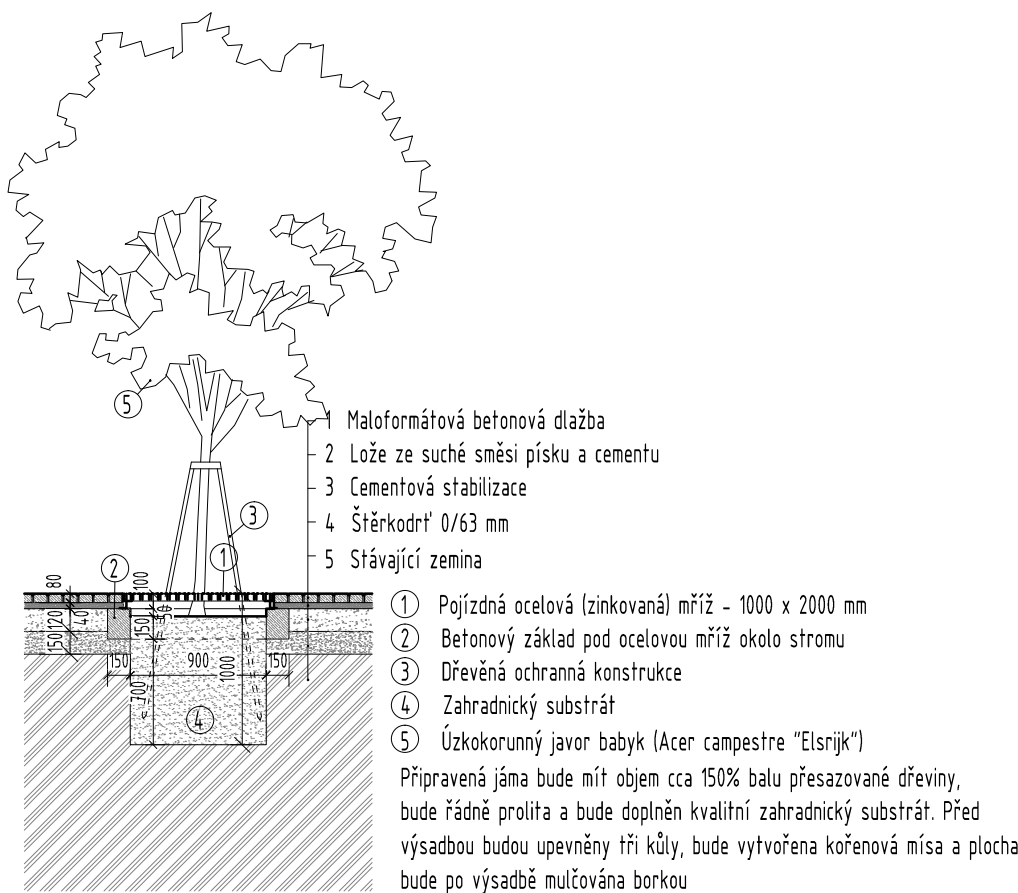 5
1 Maloformátová betonová dlažba
2 Lože ze suché směsi písku a cementu
3 Cementová stabilizace
4 Štěrkodrť 0/63 mm
5 Stávající zemina
3
1
2
80
100
40
120
150
150
50
150
900
150
1000
700
4
1 Pojízdná ocelová (zinkovaná) mříž - 1000 x 2000 mm
2 Betonový základ pod ocelovou mříž okolo stromu
3 Dřevěná ochranná konstrukce
4 Zahradnický substrát
5 Úzkokorunný javor babyk (Acer campestre "Elsrijk")
Připravená jáma bude mít objem cca 150% balu přesazované dřeviny,
bude řádně prolita a bude doplněn kvalitní zahradnický substrát. Před
výsadbou budou upevněny tři kůly, bude vytvořena kořenová mísa a plocha
bude po výsadbě mulčována borkou